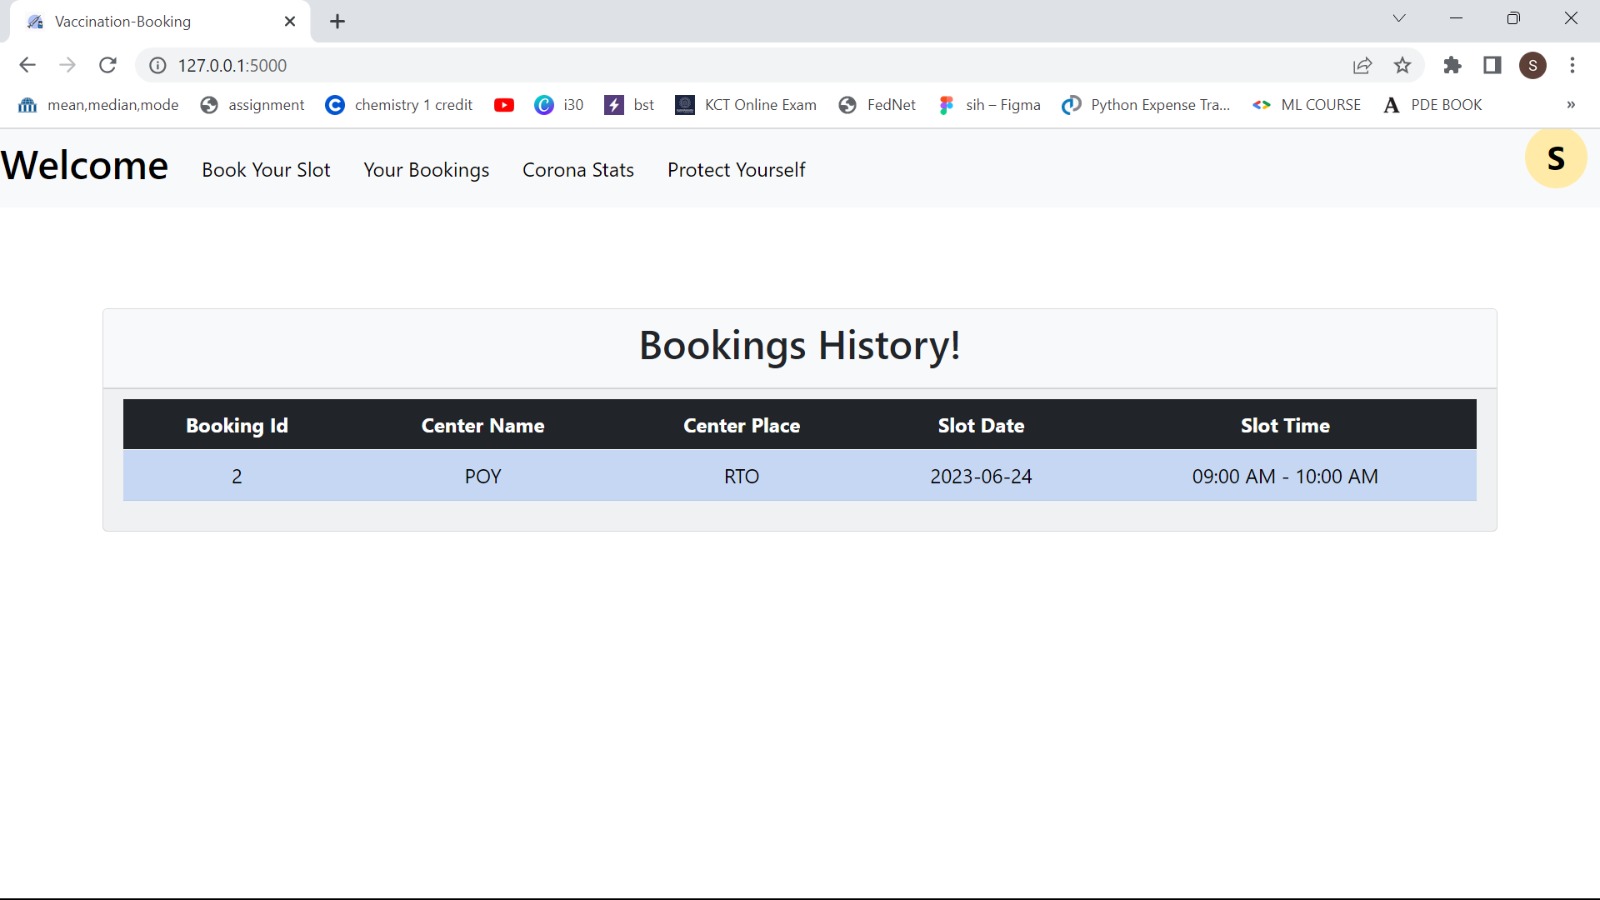 Vaccination-Booking
127.0.0.1:5000
S
mean,median,mode assignment chemistry 1 credit i30 bst KCT Online Exam FedNet sih – Figma Python Expense Tra... ML COURSE PDE BOOK »
Welcome Book Your Slot Your Bookings Corona Stats Protect Yourself S
Bookings History!
Booking Id Center Name Center Place Slot Date Slot Time
2 POY RTO 2023-06-24 09:00 AM - 10:00 AM